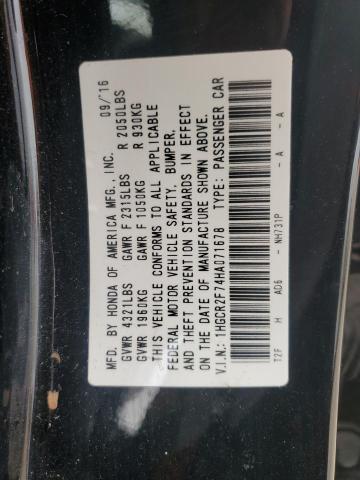 MFD. BY HONDA OF AMERICA MFG., INC. 09/'16
GVWR 4321LBS GAWR F 2315LBS R 2050LBS
GVWR 1960KG GAWR F 1050KG R 930KG
THIS VEHICLE CONFORMS TO ALL APPLICABLE
FEDERAL MOTOR VEHICLE SAFETY, BUMPER,
AND THEFT PREVENTION STANDARDS IN EFFECT
ON THE DATE OF MANUFACTURE SHOWN ABOVE.
V.I.N.: 1HGCR2F74HA071678 TYPE: PASSENGER CAR
T2F H AD6 - NH731P - A - A